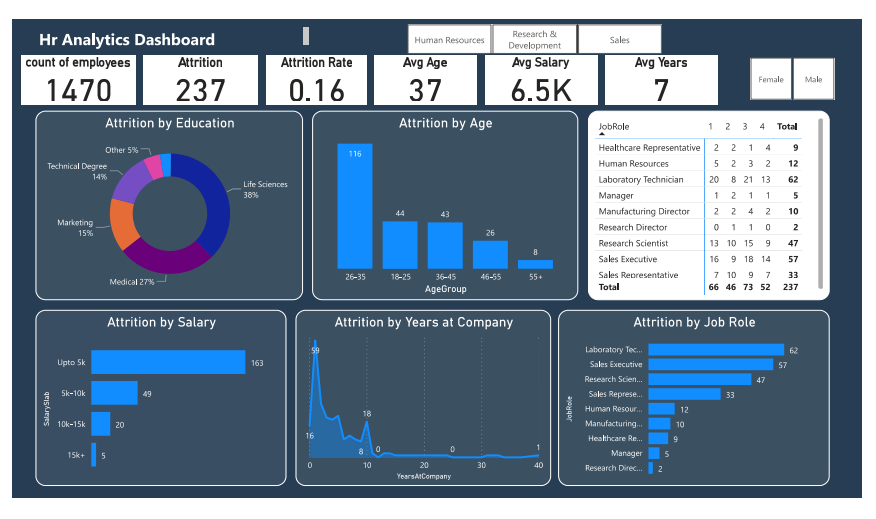 Hr Analytics Dashboard
Human Resources
Research &
Development
Sales
count of employees
1470
Attrition
237
Attrition Rate
0.16
Avg Age
37
Avg Salary
6.5K
Avg Years
7
Female
Male
Attrition by Education
Other 5%
Technical Degree
14%
Life Sciences
38%
Marketing
15%
Medical 27%
Attrition by Age
116
44
43
26
8
26-35 18-25 36-45 46-55 55+
AgeGroup
JobRole 1 2 3 4 Total
Healthcare Representative 2 2 1 4 9
Human Resources 5 2 3 2 12
Laboratory Technician 20 8 21 13 62
Manager 1 2 1 1 5
Manufacturing Director 2 2 4 2 10
Research Director 0 1 1 0 2
Research Scientist 13 10 15 9 47
Sales Executive 16 9 18 14 57
Sales Representative 7 10 9 7 33
Total 66 46 73 52 237
Attrition by Salary
SalarySlab
Upto 5k 163
5k-10k 49
10k-15k 20
15k+ 5
Attrition by Years at Company
59
16
18
8
0
0
1
0 10 20 30 40
YearsAtCompany
Attrition by Job Role
JobRole
Laboratory Tec... 62
Sales Executive 57
Research Scien... 47
Sales Represe... 33
Human Resour... 12
Manufacturing... 10
Healthcare Re... 9
Manager 5
Research Direc... 2